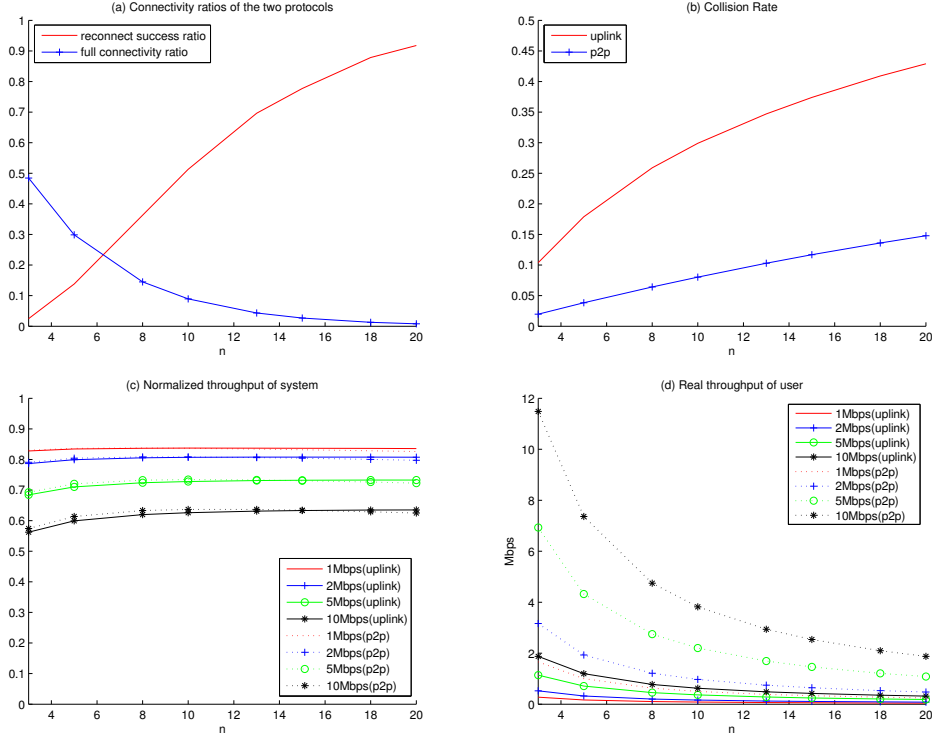 (a) Connectivity ratios of the two protocols
1
0.9
0.8
0.7
0.6
0.5
0.4
0.3
0.2
0.1
0
reconnect success ratio
full connectivity ratio
4 6 8 10 12 14 16 18 20
n
(b) Collision Rate
0.5
0.45
0.4
0.35
0.3
0.25
0.2
0.15
0.1
0.05
0
uplink
p2p
4 6 8 10 12 14 16 18 20
n
(c) Normalized throughput of system
1
0.9
0.8
0.7
0.6
0.5
0.4
0.3
0.2
0.1
0
1Mbps(uplink)
2Mbps(uplink)
5Mbps(uplink)
10Mbps(uplink)
1Mbps(p2p)
2Mbps(p2p)
5Mbps(p2p)
10Mbps(p2p)
4 6 8 10 12 14 16 18 20
n
(d) Real throughput of user
12
10
8
6
4
2
0
Mbps
1Mbps(uplink)
2Mbps(uplink)
5Mbps(uplink)
10Mbps(uplink)
1Mbps(p2p)
2Mbps(p2p)
5Mbps(p2p)
10Mbps(p2p)
4 6 8 10 12 14 16 18 20
n